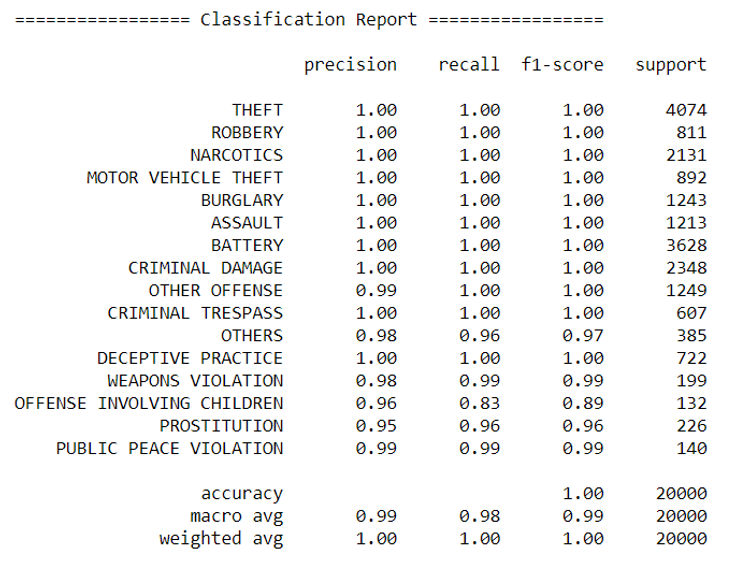 ================= Classification Report =================
precision recall f1-score support
THEFT 1.00 1.00 1.00 4074
ROBBERY 1.00 1.00 1.00 811
NARCOTICS 1.00 1.00 1.00 2131
MOTOR VEHICLE THEFT 1.00 1.00 1.00 892
BURGLARY 1.00 1.00 1.00 1243
ASSAULT 1.00 1.00 1.00 1213
BATTERY 1.00 1.00 1.00 3628
CRIMINAL DAMAGE 1.00 1.00 1.00 2348
OTHER OFFENSE 0.99 1.00 1.00 1249
CRIMINAL TRESPASS 1.00 1.00 1.00 607
OTHERS 0.98 0.96 0.97 385
DECEPTIVE PRACTICE 1.00 1.00 1.00 722
WEAPONS VIOLATION 0.98 0.99 0.99 199
OFFENSE INVOLVING CHILDREN 0.96 0.83 0.89 132
PROSTITUTION 0.95 0.96 0.96 226
PUBLIC PEACE VIOLATION 0.99 0.99 0.99 140
accuracy 1.00 20000
macro avg 0.99 0.98 0.99 20000
weighted avg 1.00 1.00 1.00 20000